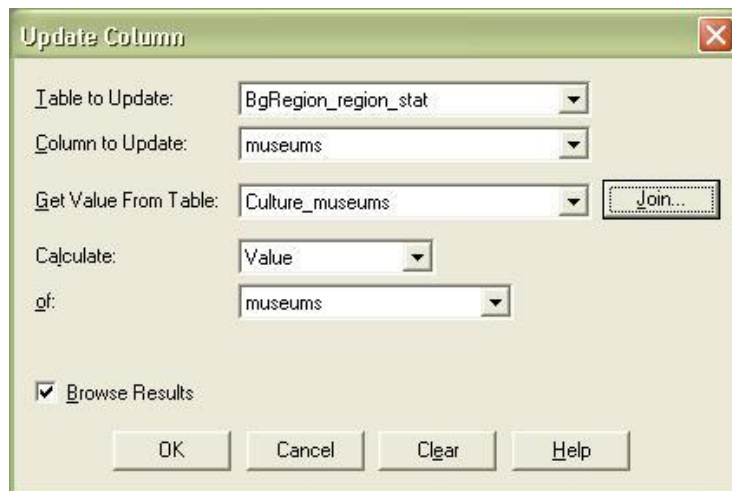 Update Column
Table to Update: BgRegion_region_stat
Column to Update: museums
Get Value From Table: Culture_museums Join...
Calculate: Value
of: museums
Browse Results
OK Cancel Clear Help